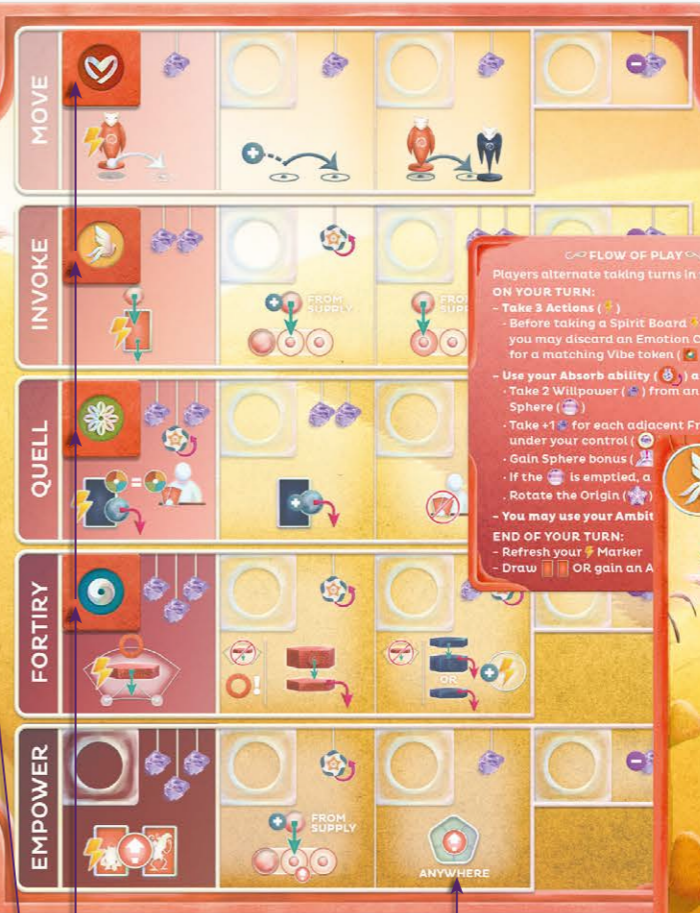 MOVE
INVOKE
FROM
SUPPLY
QUELL
FORTIRY
OR
EMPOWER
FROM
SUPPLY
ANYWHERE
FLOW OF PLAY
Players alternate taking turns in
ON YOUR TURN:
- Take 3 Actions ( )
- Before taking a Spirit Board
you may discard an Emotion
for a matching Vibe token (
- Use your Absorb ability ( )
· Take 2 Willpower ( ) from an
Sphere ( )
· Take +1 for each adjacent
under your control (
· Gain Sphere bonus (
· If the is emptied, a
· Rotate the Origin ( )
- You may use your
END OF YOUR TURN:
- Refresh your Marker
- Draw OR gain an